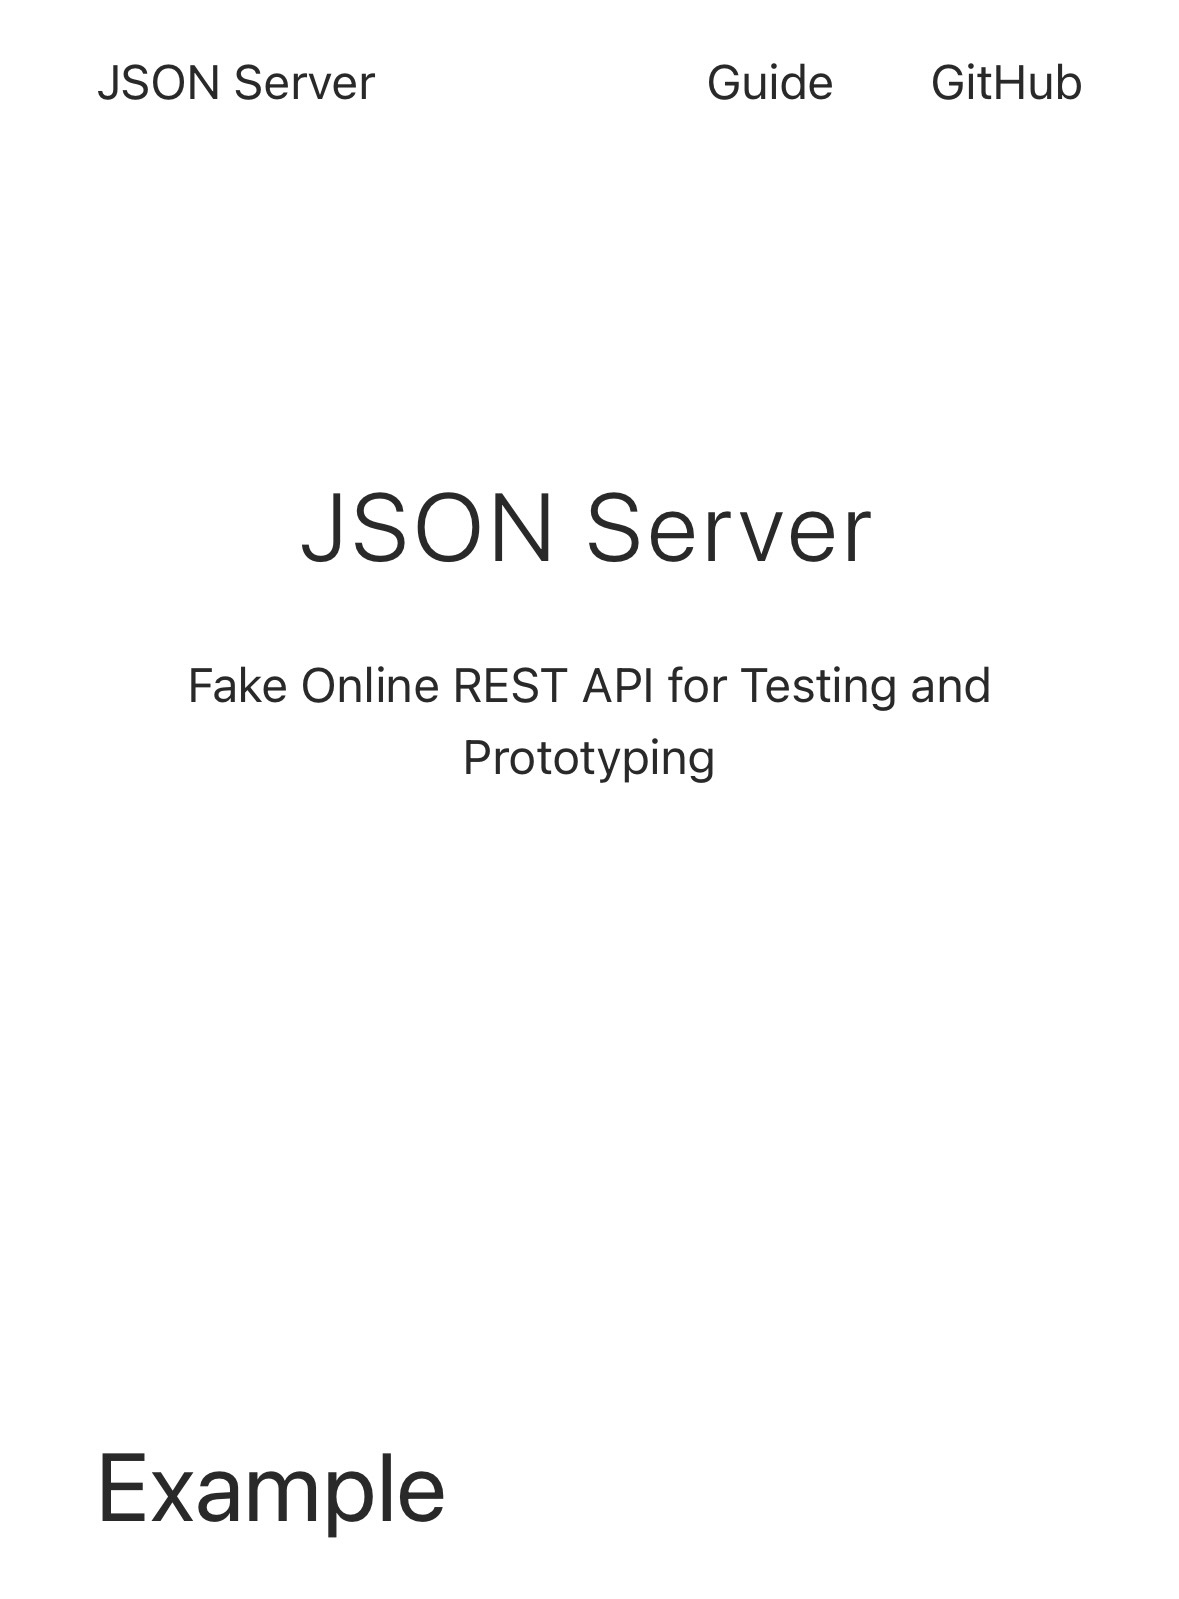 JSON Server Guide GitHub
JSON Server
Fake Online REST API for Testing and
Prototyping
Example